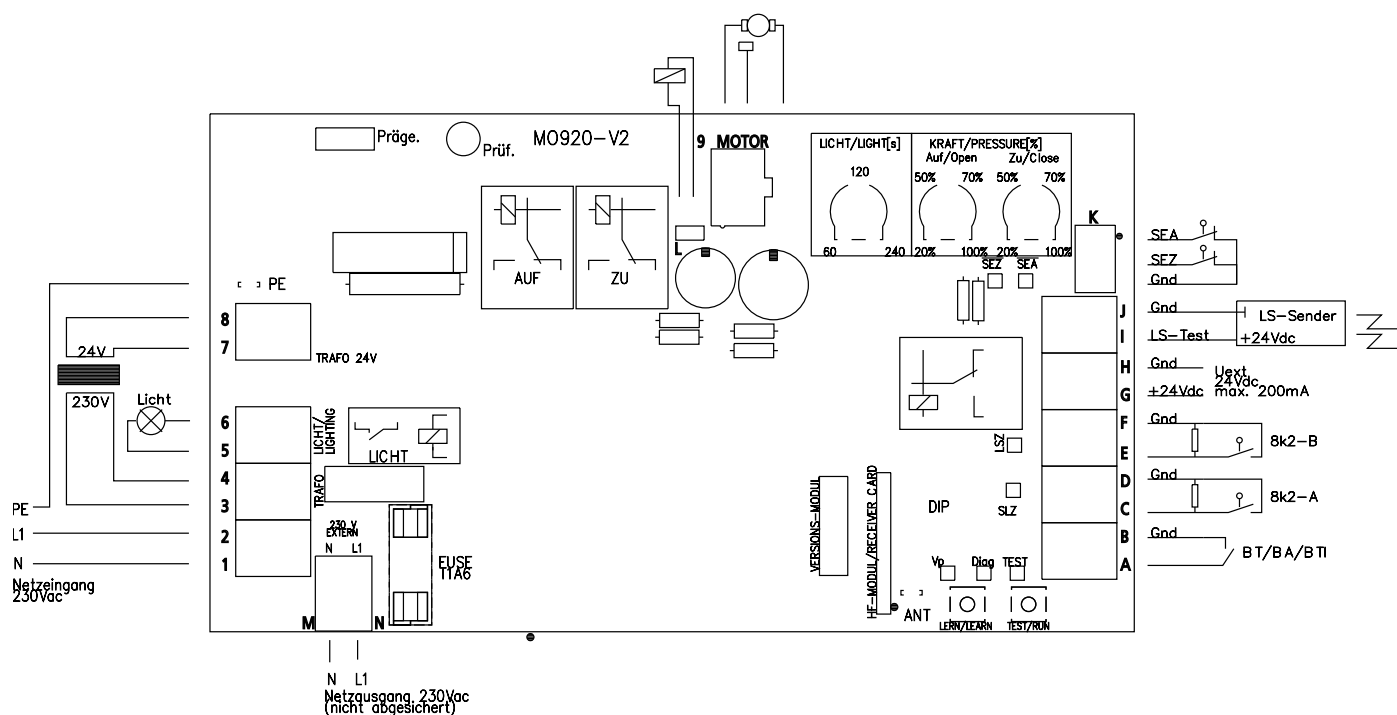 Präge.
Prüf.
MO920-V2
9 MOTOR
LICHT/LIGHT[s]
120
60
240
KRAFT/PRESSURE[%]
Auf/Open
Zu/Close
50%
70%
50%
70%
20%
100%
20%
100%
K
SEZ
SEA
AUF
ZU
L
PE
8
7
TRAFO 24V
24V
230V
Licht
6
5
LICHT/
LIGHTING
LICHT
4
3
TRAFO
2
1
PE
L1
N
Netzeingang
230Vac
230 V
EXTERN
N L1
M
N
FUSE
T1A6
N L1
Netzausgang 230Vac
(nicht abgesichert)
VERSIONS-MODUL
HF-MODUL/RECEIVER CARD
ANT
DIP
LSZ
SLZ
Vp
Diag
TEST
LERN/LEARN
TEST/RUN
J
I
H
G
F
E
D
C
B
A
SEA
SEZ
Gnd
Gnd
LS-Sender
LS-Test
+24Vdc
Gnd
Uext
24Vdc
+24Vdc
max. 200mA
Gnd
8k2-B
Gnd
8k2-A
Gnd
BT/BA/BTI